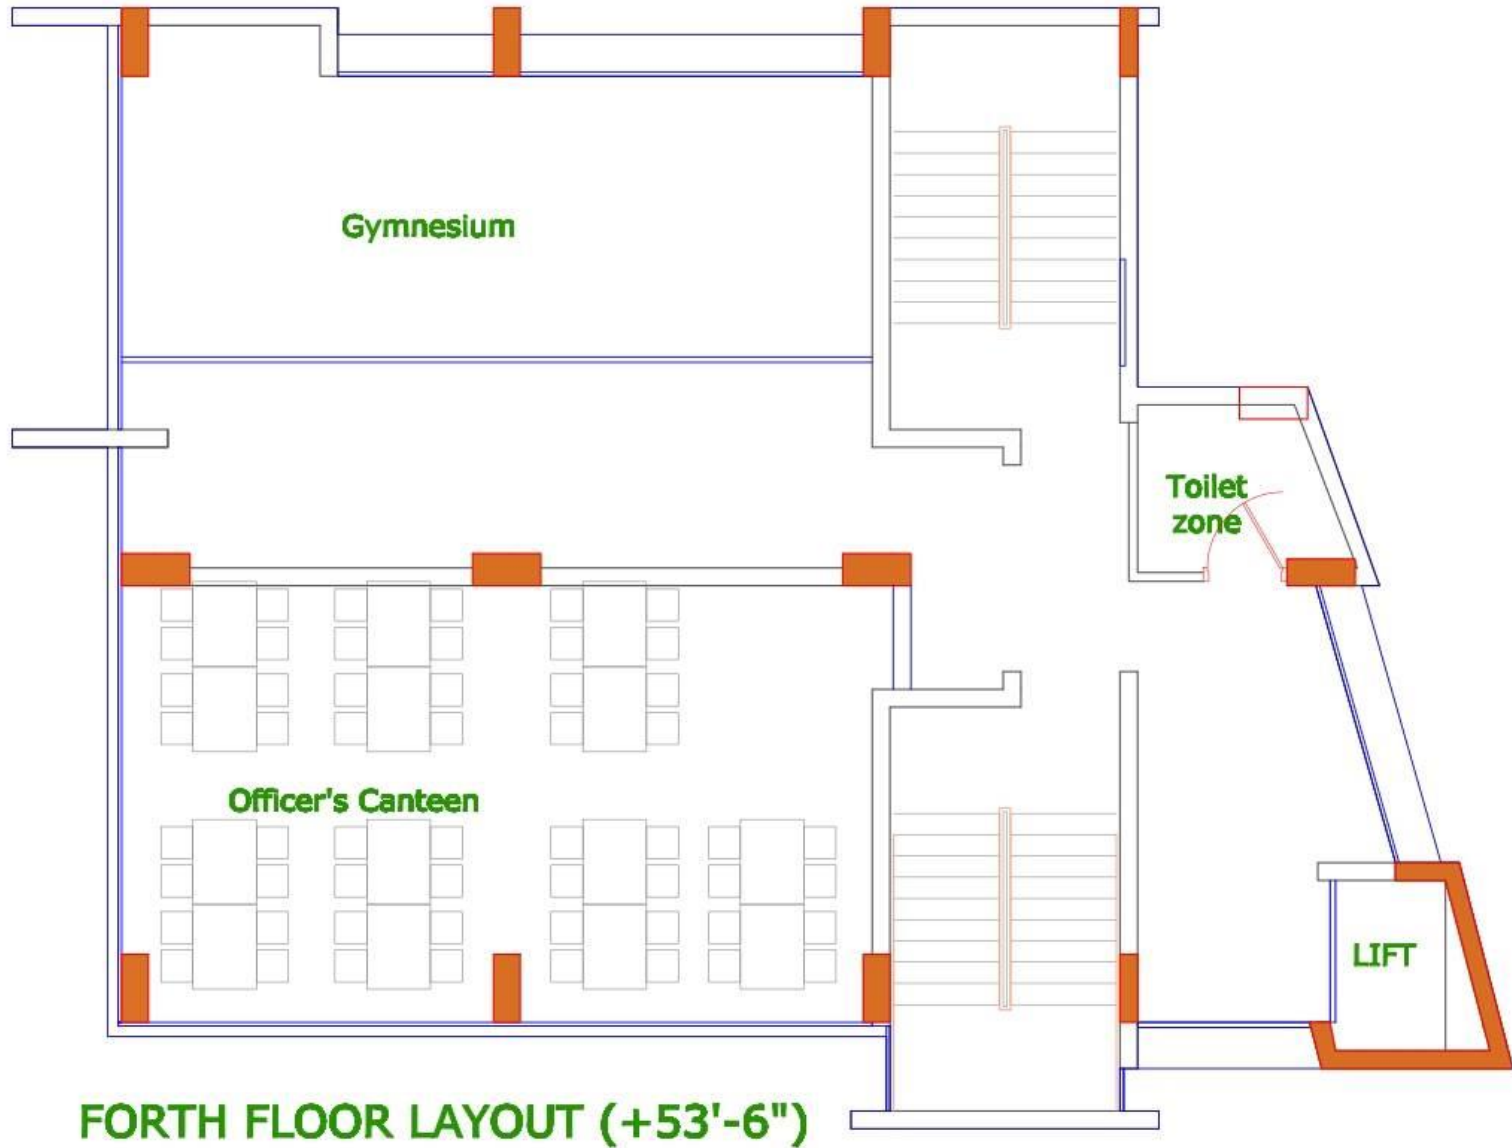 Gymnesium
Toilet
zone
Officer's Canteen
LIFT
FORTH FLOOR LAYOUT (+53'-6")